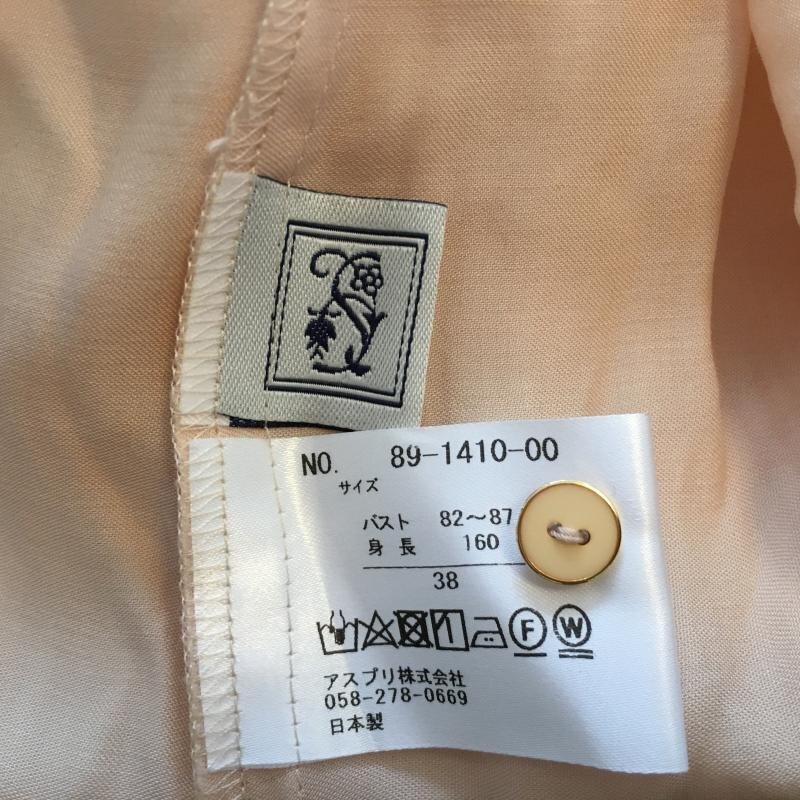 NO. 89-1410-00
サイズ
バスト 82～87
身長 160
38
F W
アスプリ株式会社
058-278-0669
日本製